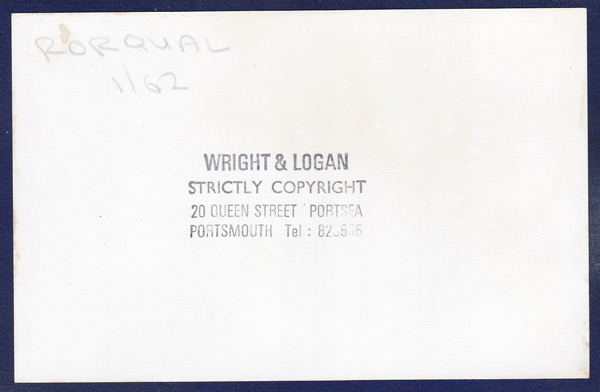 RORQUAL
1/62
WRIGHT & LOGAN
STRICTLY COPYRIGHT
20 QUEEN STREET PORTSEA
PORTSMOUTH Tel :